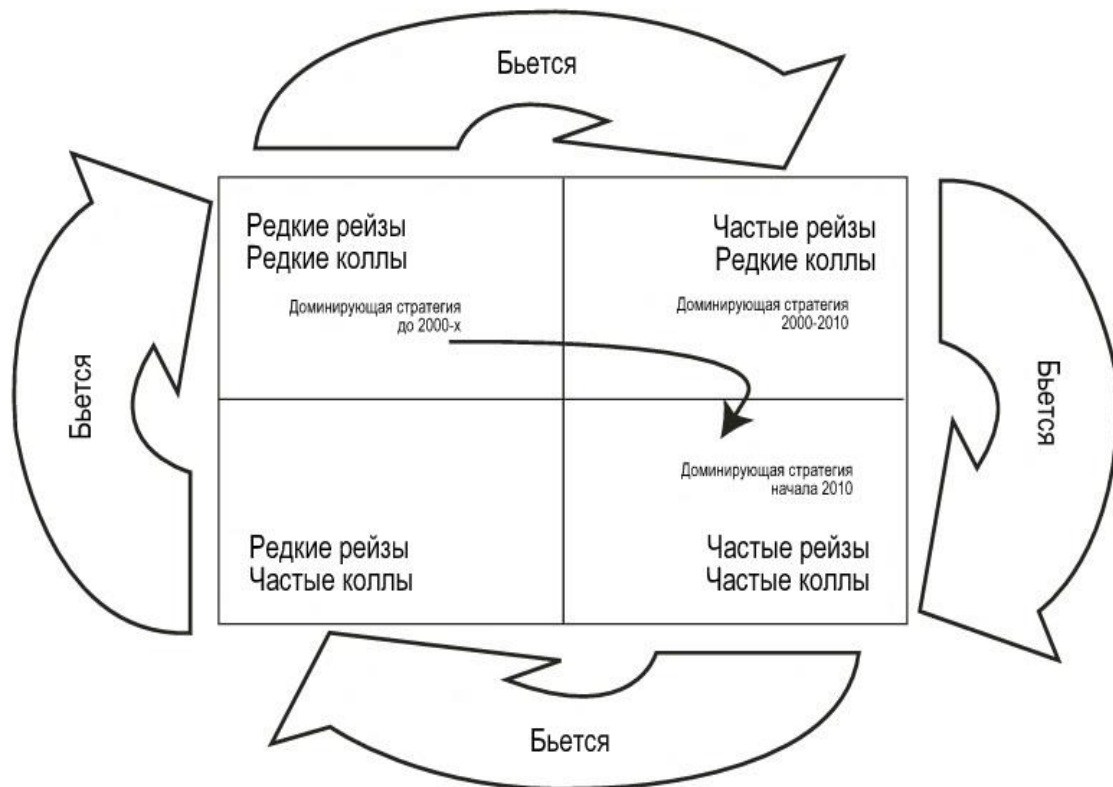 Бьется
Редкие рейзы
Редкие коллы
Доминирующая стратегия
до 2000-х
Частые рейзы
Редкие коллы
Доминирующая стратегия
2000-2010
Бьется
Бьется
Доминирующая стратегия
начала 2010
Редкие рейзы
Частые коллы
Частые рейзы
Частые коллы
Бьется